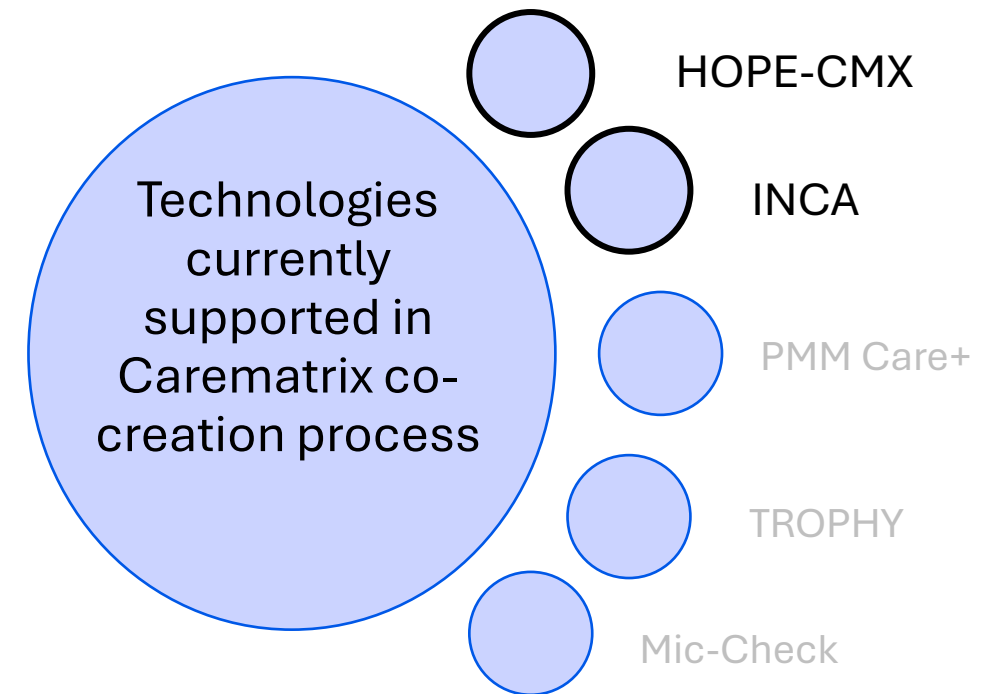 Technologies
currently
supported in
Carematrix co-
creation process
HOPE-CMX
INCA
PMM Care+
TROPHY
Mic-Check